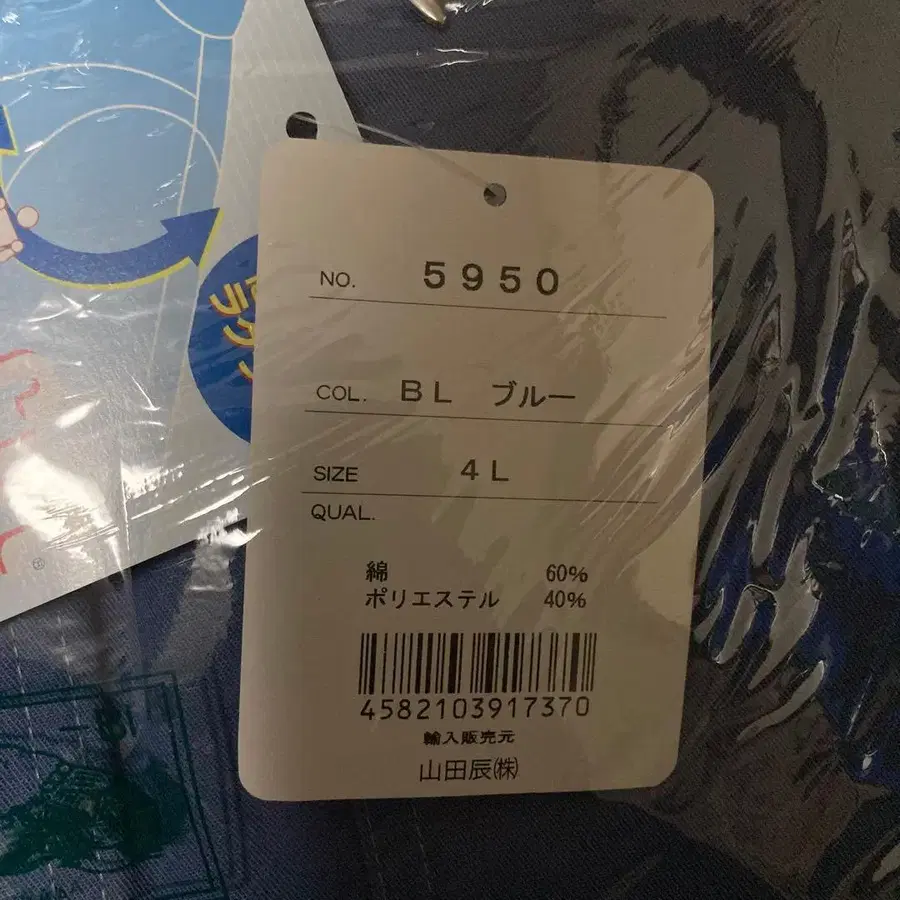 NO. 5950
COL. BL ブルー
SIZE 4L
QUAL.
綿 60%
ポリエステル 40%
4582103917370
輸入販売元
山田辰㈱